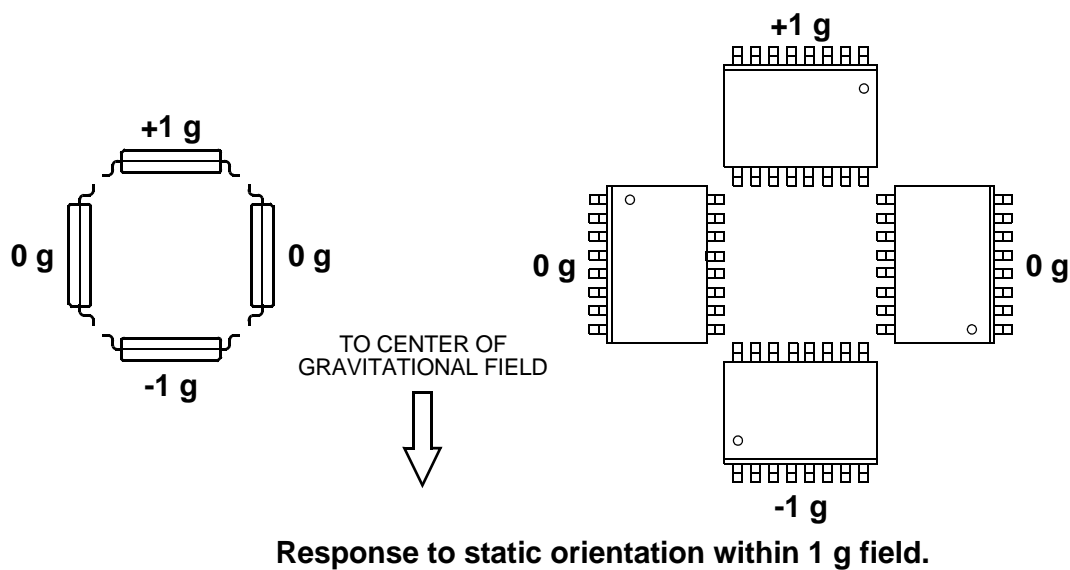 +1 g
+1 g
0 g
0 g
0 g
0 g
TO CENTER OF
GRAVITATIONAL FIELD
-1 g
-1 g
Response to static orientation within 1 g field.